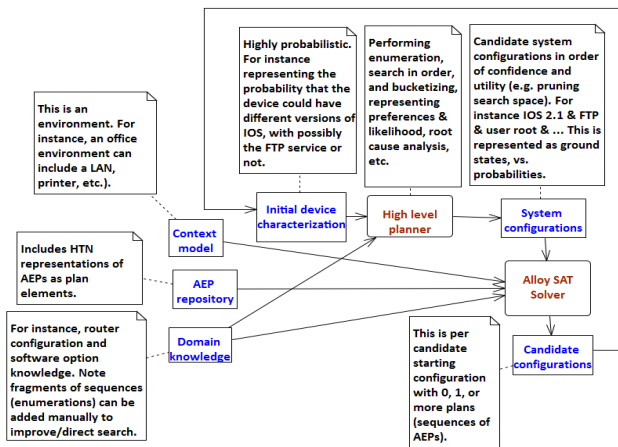 Highly probabilistic.
For instance
representing the
probability that the
device could have
different versions of
IOS, with possibly
the FTP service or
not.
Performing
enumeration,
search in order,
and bucketizing,
representing
preferences &
likelihood, root
cause analysis,
etc.
Candidate system
configurations in order
of confidence and
utility (e.g. pruning
search space). For
instance IOS 2.1 & FTP
& user root & ... This is
represented as ground
states, vs.
probabilities.
This is an
environment. For
instance, an office
environment can
include a LAN,
printer, etc.).
Initial device
characterization
High level
planner
System
configurations
Context
model
Includes HTN
representations of
AEPs as plan
elements.
AEP
repository
Alloy SAT
Solver
For instance, router
configuration and
software option
knowledge. Note
fragments of sequences
(enumerations) can be
added manually to
improve/direct search.
Domain
knowledge
This is per
candidate
starting
configuration
with 0, 1, or
more plans
(sequences of
AEPs).
Candidate
configurations